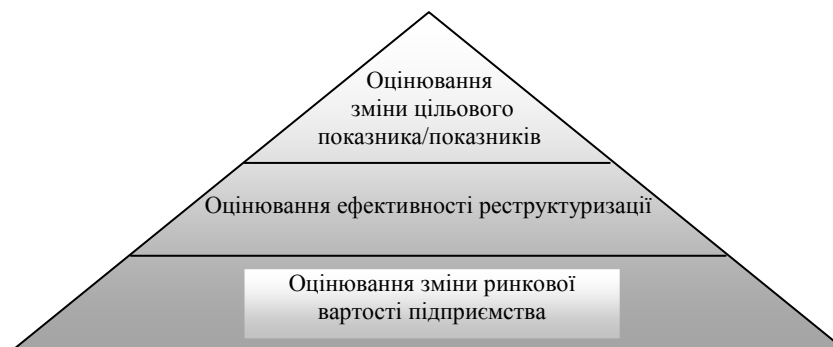 Оцінювання
зміни цільового
показника/показників
Оцінювання ефективності реструктуризації
Оцінювання зміни ринкової
вартості підприємства